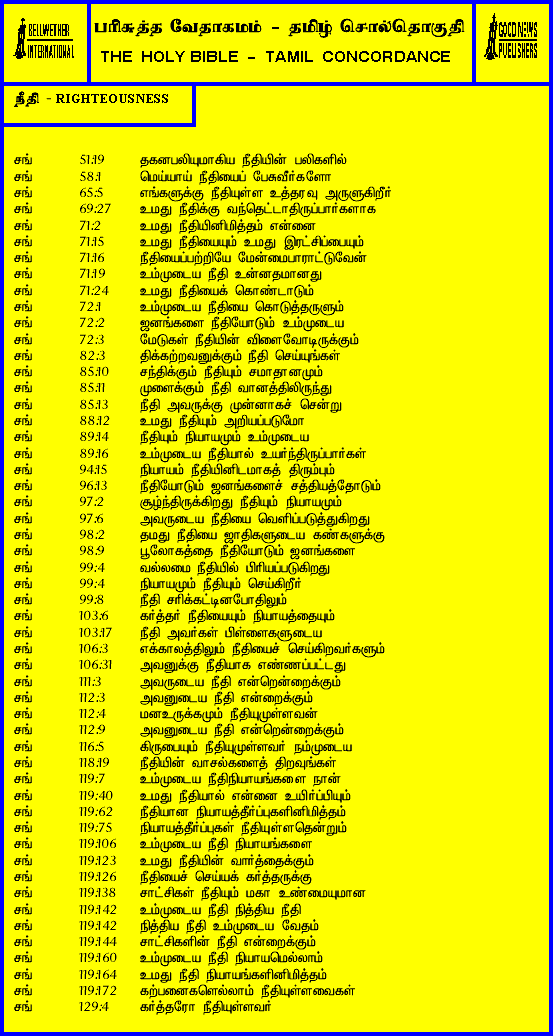 BELLWETHER
INTERNATIONAL
பரிசுத்த வேதாகமம் - தமிழ் சொல்தொகுதி
THE HOLY BIBLE - TAMIL CONCORDANCE
GOOD NEWS
PUBLISHERS
நீதி - RIGHTEOUSNESS
சங் 51:19 தகனபலியுமாகிய நீதியின் பலிகளில்
சங் 58:1 மெய்யாய் நீதியைப் பேசுவீர்களோ
சங் 65:5 எங்களுக்கு நீதியுள்ள உத்தரவு அருளுகிறீர்
சங் 69:27 உமது நீதிக்கு வந்தெட்டாதிருப்பார்களாக
சங் 71:2 உமது நீதியினிமித்தம் என்னை
சங் 71:15 உமது நீதியையும் உமது இரட்சிப்பையும்
சங் 71:16 நீதியைப்பற்றியே மேன்மைபாராட்டுவேன்
சங் 71:19 உம்முடைய நீதி உன்னதமானது
சங் 71:24 உமது நீதியைக் கொண்டாடும்
சங் 72:1 உம்முடைய நீதியை கொடுத்தருளும்
சங் 72:2 ஜனங்களை நீதியோடும் உம்முடைய
சங் 72:3 மேடுகள் நீதியின் விளைவோடிருக்கும்
சங் 82:3 திக்கற்றவனுக்கும் நீதி செய்யுங்கள்
சங் 85:10 சந்திக்கும் நீதியும் சமாதானமும்
சங் 85:11 முளைக்கும் நீதி வானத்திலிருந்து
சங் 85:13 நீதி அவருக்கு முன்னாகச் சென்று
சங் 88:12 உமது நீதியும் அறியப்படுமோ
சங் 89:14 நீதியும் நியாயமும் உம்முடைய
சங் 89:16 உம்முடைய நீதியால் உயர்ந்திருப்பார்கள்
சங் 94:15 நியாயம் நீதியினிடமாகத் திரும்பும்
சங் 96:13 நீதியோடும் ஜனங்களைச் சத்தியத்தோடும்
சங் 97:2 சூழ்ந்திருக்கிறது நீதியும் நியாயமும்
சங் 97:6 அவருடைய நீதியை வெளிப்படுத்துகிறது
சங் 98:2 தமது நீதியை ஜாதிகளுடைய கண்களுக்கு
சங் 98:9 பூலோகத்தை நீதியோடும் ஜனங்களை
சங் 99:4 வல்லமை நீதியில் பிரியப்படுகிறது
சங் 99:4 நியாயமும் நீதியும் செய்கிறீர்
சங் 99:8 நீதி சரிக்கட்டினபோதிலும்
சங் 103:6 கர்த்தர் நீதியையும் நியாயத்தையும்
சங் 103:17 நீதி அவர்கள் பிள்ளைகளுடைய
சங் 106:3 எக்காலத்திலும் நீதியைச் செய்கிறவர்களும்
சங் 106:31 அவனுக்கு நீதியாக எண்ணப்பட்டது
சங் 111:3 அவருடைய நீதி என்றென்றைக்கும்
சங் 112:3 அவனுடைய நீதி என்றைக்கும்
சங் 112:4 மனஉருக்கமும் நீதியுமுள்ளவன்
சங் 112:9 அவனுடைய நீதி என்றென்றைக்கும்
சங் 116:5 கிருபையும் நீதியுமுள்ளவர் நம்முடைய
சங் 118:19 நீதியின் வாசல்களைத் திறவுங்கள்
சங் 119:7 உம்முடைய நீதிநியாயங்களை நான்
சங் 119:40 உமது நீதியால் என்னை உயிர்ப்பியும்
சங் 119:62 நீதியான நியாயத்தீர்ப்புகளினிமித்தம்
சங் 119:75 நியாயத்தீர்ப்புகள் நீதியுள்ளதென்றும்
சங் 119:106 உம்முடைய நீதி நியாயங்களை
சங் 119:123 உமது நீதியின் வார்த்தைக்கும்
சங் 119:126 நீதியைச் செய்யக் கர்த்தருக்கு
சங் 119:138 சாட்சிகள் நீதியும் மகா உண்மையுமான
சங் 119:142 உம்முடைய நீதி நித்திய நீதி
சங் 119:142 நித்திய நீதி உம்முடைய வேதம்
சங் 119:144 சாட்சிகளின் நீதி என்றைக்கும்
சங் 119:160 உம்முடைய நீதி நியாயமெல்லாம்
சங் 119:164 உமது நீதி நியாயங்களினிமித்தம்
சங் 119:172 கற்பனைகளெல்லாம் நீதியுள்ளவைகள்
சங் 129:4 கர்த்தரோ நீதியுள்ளவர்